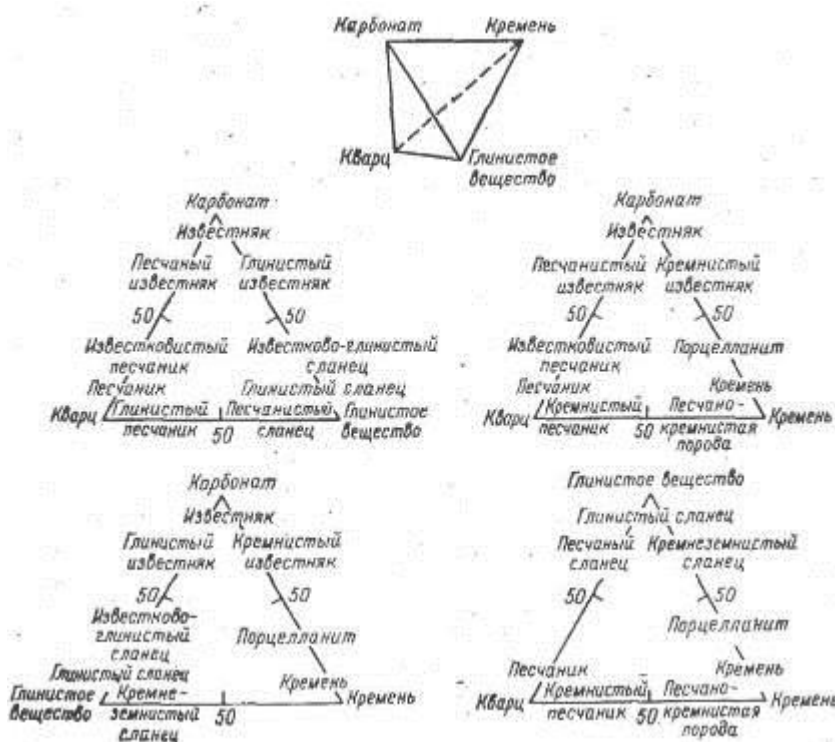 Карбонат Кремень
Кварц Глинистое
вещество
Карбонат
Известняк
Песчаный Глинистый
известняк известняк
50 50
Известковистый Известково-глинистый
песчаник сланец
Песчаник Глинистый сланец
Кварц Глинистый Песчанистый Глинистое
песчаник 50 сланец вещество
Карбонат
Известняк
Песчанистый Кремнистый
известняк известняк
50 50
Известковистый Порцелланит
песчаник
Песчаник Кремень
Кварц Кремнистый Песчано- Кремень
песчаник 50 кремнистая
порода
Карбонат
Известняк
Глинистый Кремнистый
известняк известняк
50 50
Известково-
глинистый
сланец Порцелланит
Глинистый сланец Кремень
Глинистое Кремне- Кремень
вещество земнистый 50
сланец
Глинистое вещество
Глинистый сланец
Песчаный Кремнеземнистый
сланец сланец
50 50
Порцелланит
Песчаник Кремень
Кварц Кремнистый Песчано- Кремень
песчаник 50 кремнистая
порода